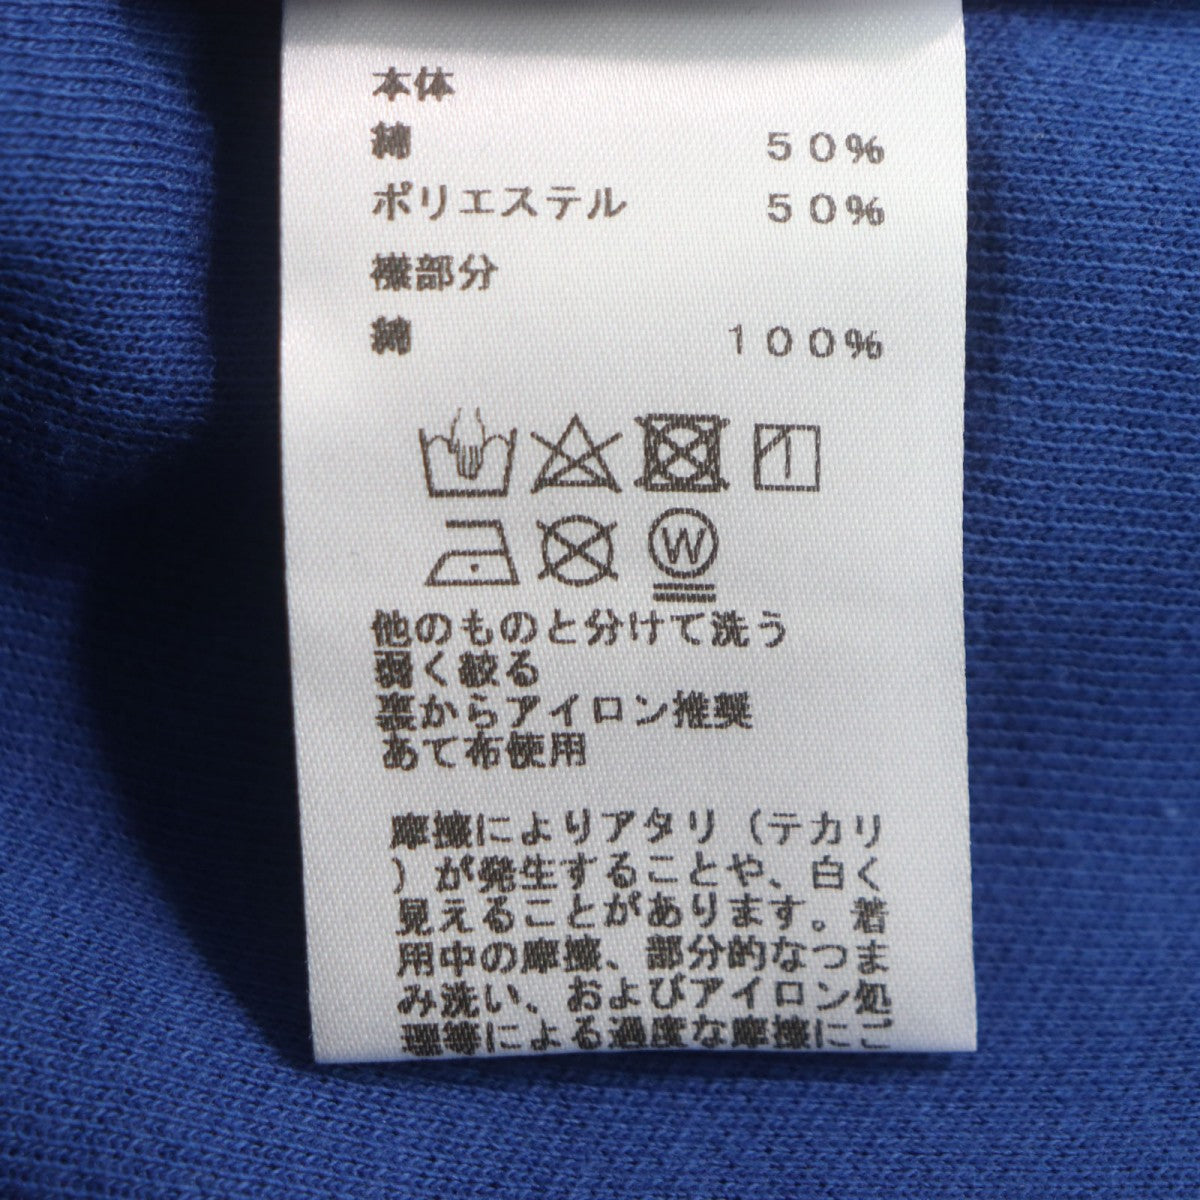 本体
綿 50%
ポリエステル 50%
襟部分
綿 100%
W
他のものと分けて洗う
弱く絞る
裏からアイロン推奨
あて布使用
摩擦によりアタリ（テカリ
）が発生することや、白く
見えることがあります。着
用中の摩擦、部分的なつま
み洗い、およびアイロン処
理等による過度な摩擦にご